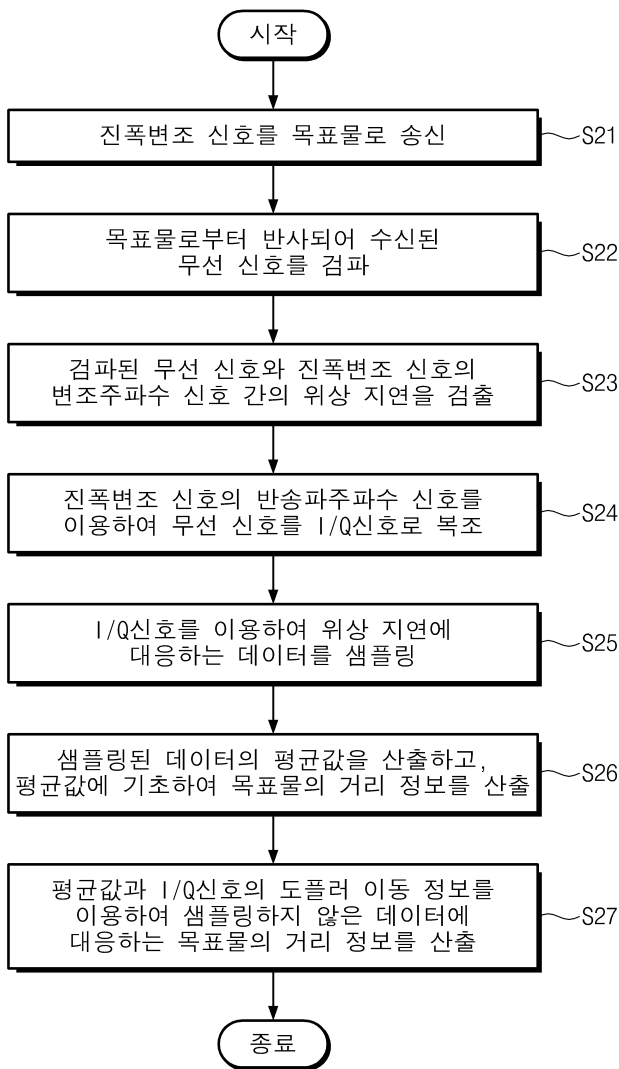 시작
진폭변조 신호를 목표물로 송신
S21
목표물로부터 반사되어 수신된
무선 신호를 검파
S22
검파된 무선 신호와 진폭변조 신호의
변조주파수 신호 간의 위상 지연을 검출
S23
진폭변조 신호의 반송파주파수 신호를
이용하여 무선 신호를 I/Q신호로 복조
S24
I/Q신호를 이용하여 위상 지연에
대응하는 데이터를 샘플링
S25
샘플링된 데이터의 평균값을 산출하고,
평균값에 기초하여 목표물의 거리 정보를 산출
S26
평균값과 I/Q신호의 도플러 이동 정보를
이용하여 샘플링하지 않은 데이터에
대응하는 목표물의 거리 정보를 산출
S27
종료